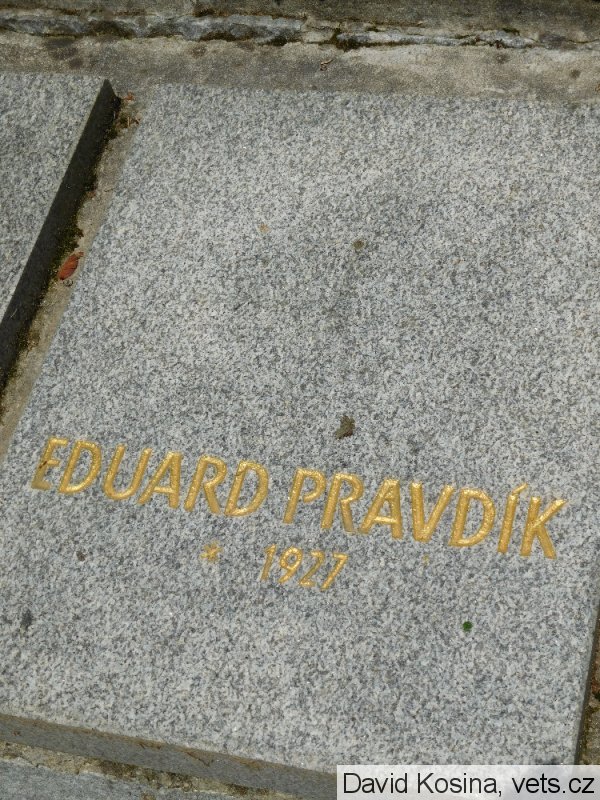 EDUARD PRAVDÍK
* 1927
David Kosina, vets.cz